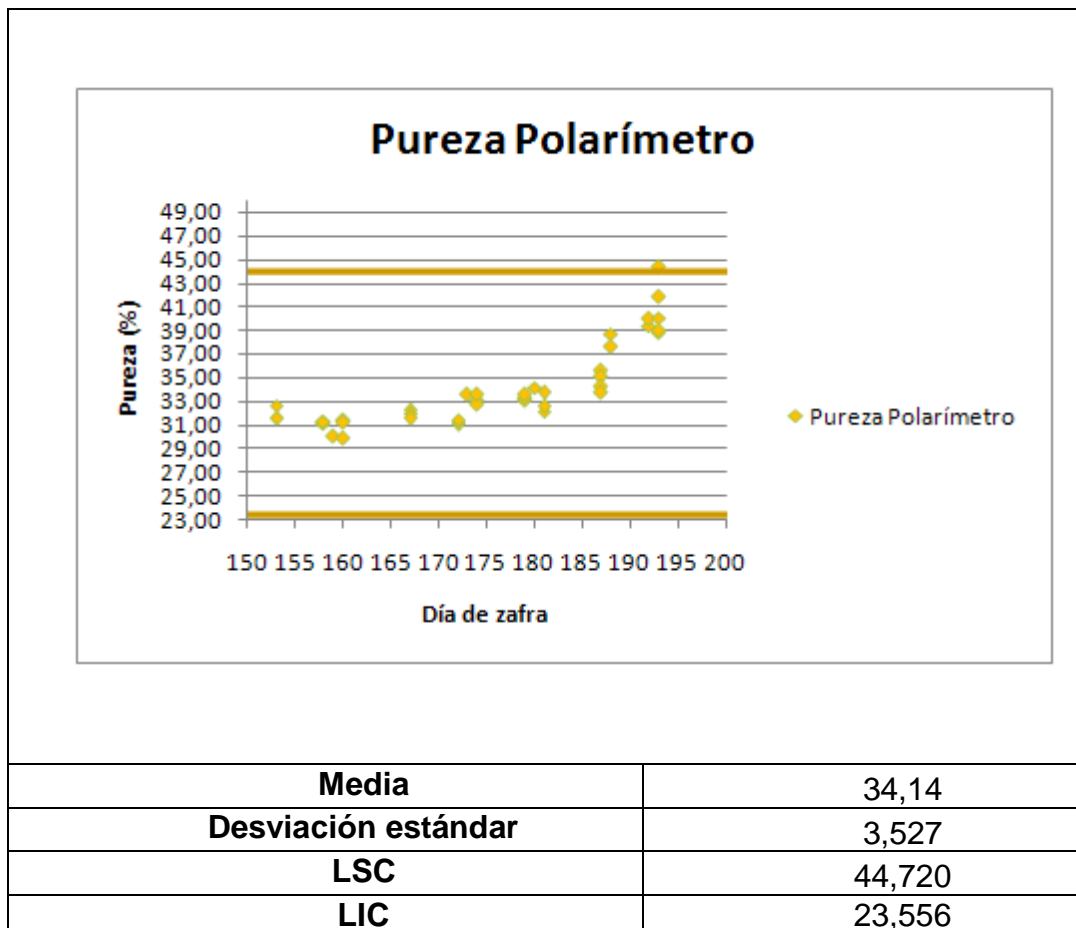 Pureza Polarímetro
49,00
47,00
45,00
43,00
41,00
39,00
37,00
35,00
33,00
31,00
29,00
27,00
25,00
23,00
Pureza (%)
150 155 160 165 170 175 180 185 190 195 200
Día de zafra
Pureza Polarímetro
Media 34,14
Desviación estándar 3,527
LSC 44,720
LIC 23,556